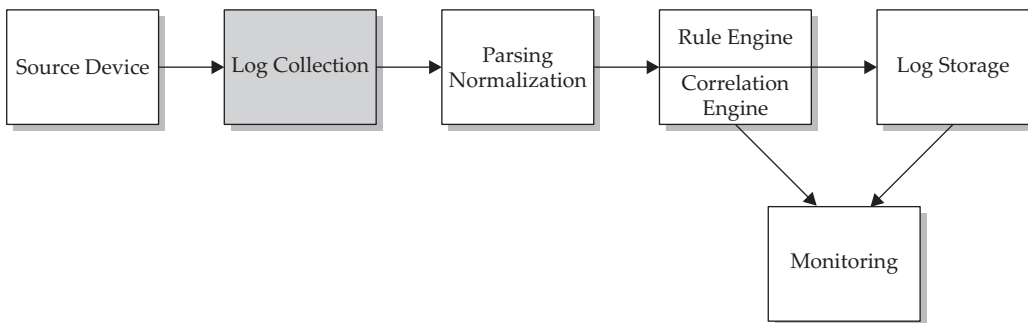 Source Device
Log Collection
Parsing
Normalization
Rule Engine
Correlation
Engine
Log Storage
Monitoring